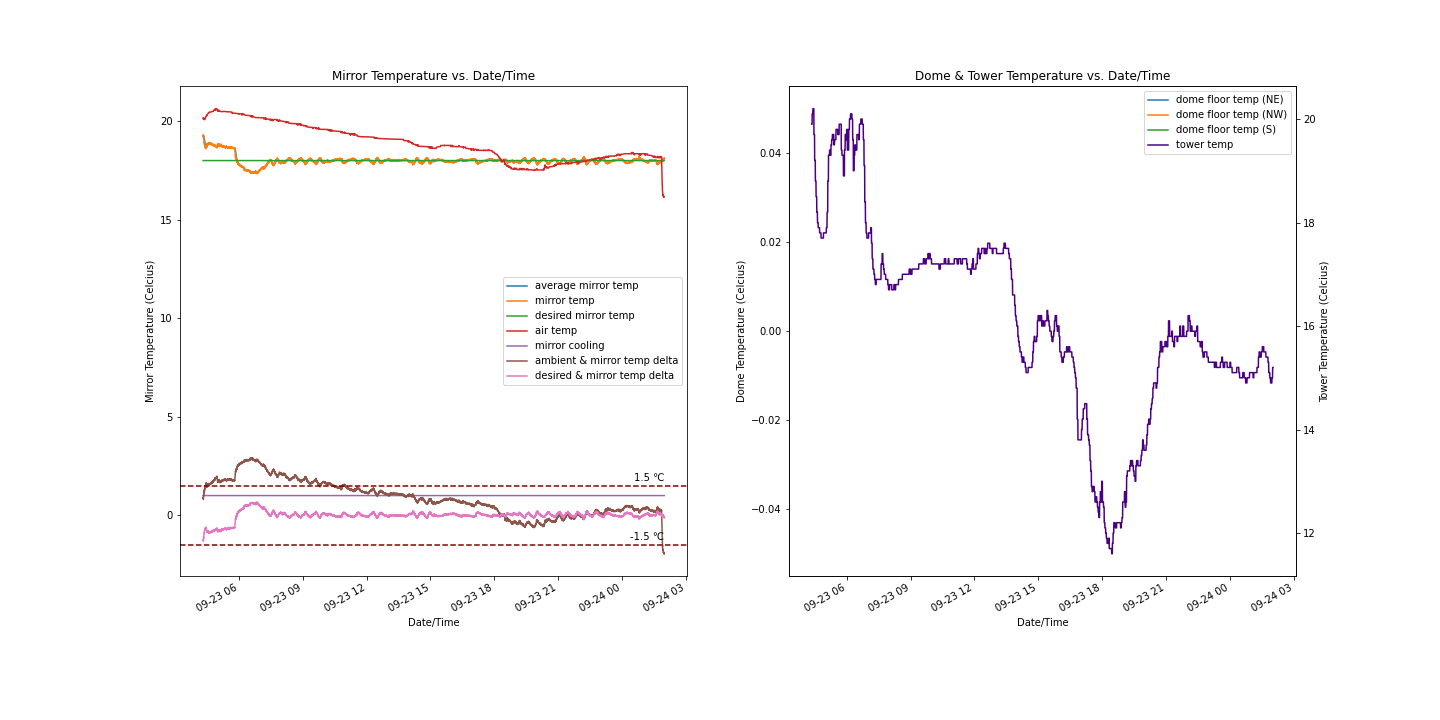 Mirror Temperature vs. Date/Time
Mirror Temperature (Celcius)
20
15
10
5
0
average mirror temp
mirror temp
desired mirror temp
air temp
mirror cooling
ambient & mirror temp delta
desired & mirror temp delta
1.5 °C
-1.5 °C
09-23 06
09-23 09
09-23 12
09-23 15
09-23 18
09-23 21
09-24 00
09-24 03
Date/Time
Dome & Tower Temperature vs. Date/Time
Dome Temperature (Celcius)
0.04
0.02
0.00
−0.02
−0.04
dome floor temp (NE)
dome floor temp (NW)
dome floor temp (S)
tower temp
20
18
16
14
12
Tower Temperature (Celcius)
09-23 06
09-23 09
09-23 12
09-23 15
09-23 18
09-23 21
09-24 00
09-24 03
Date/Time